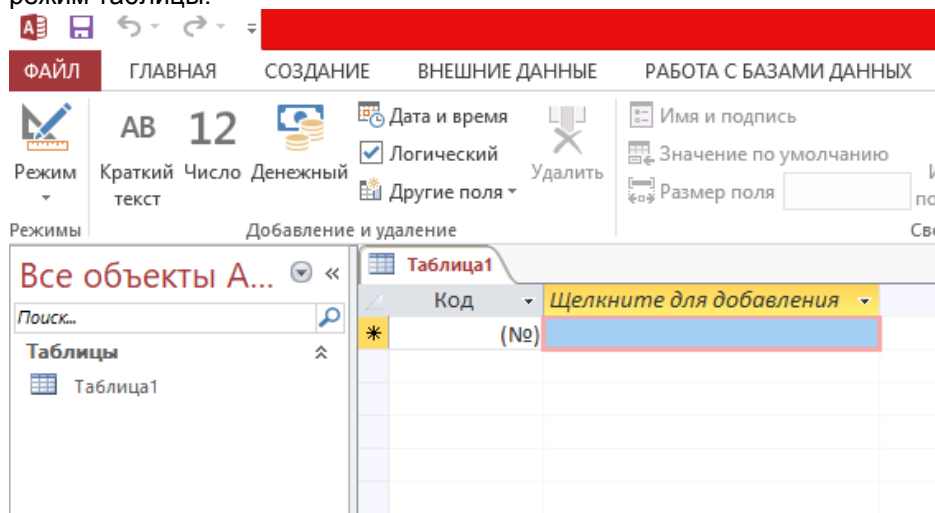 режим таблицы.
ФАЙЛ ГЛАВНАЯ СОЗДАНИЕ ВНЕШНИЕ ДАННЫЕ РАБОТА С БАЗАМИ ДАННЫХ
Режим
AB
Краткий текст
12
Число
Денежный
Дата и время
Логический
Другие поля
Удалить
Имя и подпись
Значение по умолчанию
Размер поля
Режимы
Добавление и удаление
Все объекты A...
Поиск...
Таблицы
Таблица1
Таблица1
Код Щелкните для добавления
(№)